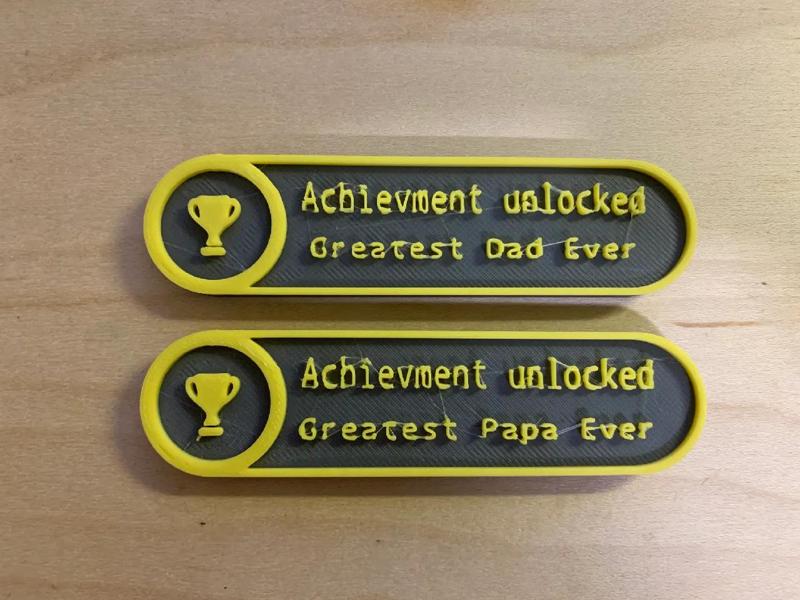 Achievment unlocked
Greatest Dad Ever
Achievment unlocked
Greatest Papa Ever